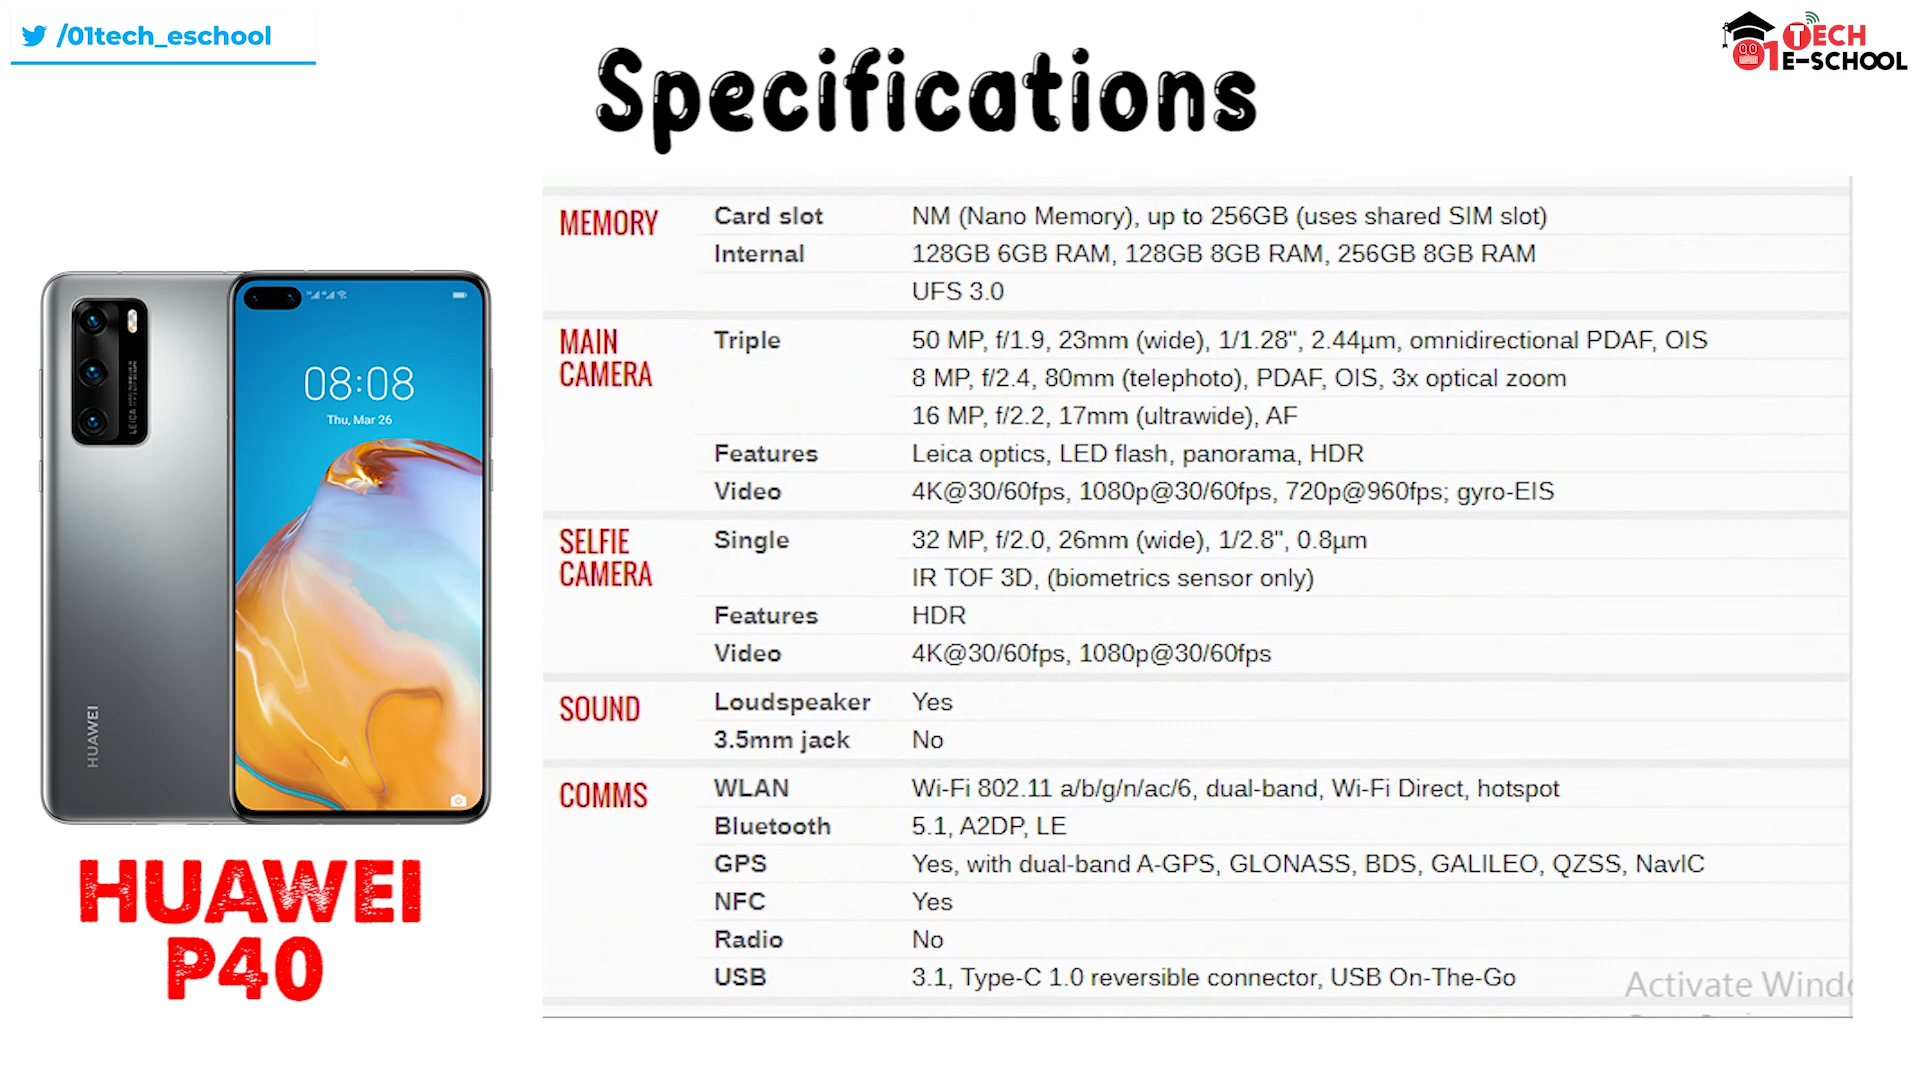 /01tech_eschool
TECH
01 E-SCHOOL
Specifications
MEMORY Card slot NM (Nano Memory), up to 256GB (uses shared SIM slot)
Internal 128GB 6GB RAM, 128GB 8GB RAM, 256GB 8GB RAM
UFS 3.0
MAIN CAMERA Triple 50 MP, f/1.9, 23mm (wide), 1/1.28", 2.44µm, omnidirectional PDAF, OIS
8 MP, f/2.4, 80mm (telephoto), PDAF, OIS, 3x optical zoom
16 MP, f/2.2, 17mm (ultrawide), AF
Features Leica optics, LED flash, panorama, HDR
Video 4K@30/60fps, 1080p@30/60fps, 720p@960fps; gyro-EIS
SELFIE CAMERA Single 32 MP, f/2.0, 26mm (wide), 1/2.8", 0.8µm
IR TOF 3D, (biometrics sensor only)
Features HDR
Video 4K@30/60fps, 1080p@30/60fps
SOUND Loudspeaker Yes
3.5mm jack No
COMMS WLAN Wi-Fi 802.11 a/b/g/n/ac/6, dual-band, Wi-Fi Direct, hotspot
Bluetooth 5.1, A2DP, LE
GPS Yes, with dual-band A-GPS, GLONASS, BDS, GALILEO, QZSS, NavIC
NFC Yes
Radio No
USB 3.1, Type-C 1.0 reversible connector, USB On-The-Go
Activate Windo
08:08
Thu, Mar 26
LEICA
HUAWEI
HUAWEI
P40